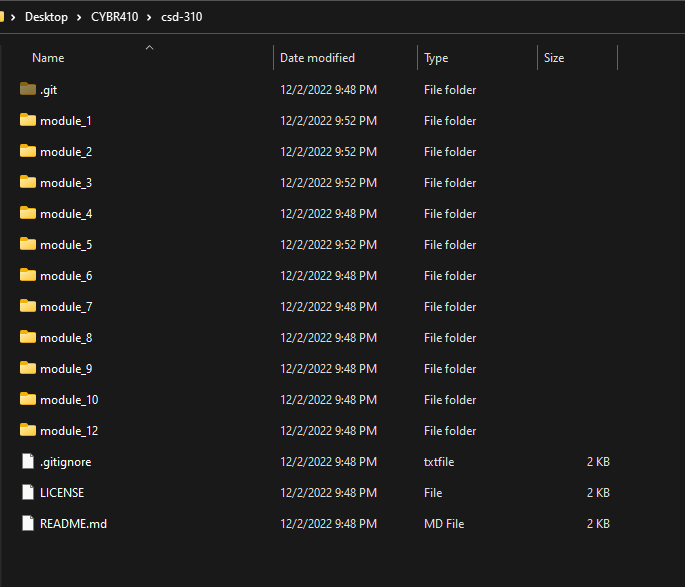 Desktop > CYBR410 > csd-310
Name Date modified Type Size
.git 12/2/2022 9:48 PM File folder
module_1 12/2/2022 9:52 PM File folder
module_2 12/2/2022 9:52 PM File folder
module_3 12/2/2022 9:52 PM File folder
module_4 12/2/2022 9:48 PM File folder
module_5 12/2/2022 9:52 PM File folder
module_6 12/2/2022 9:48 PM File folder
module_7 12/2/2022 9:48 PM File folder
module_8 12/2/2022 9:48 PM File folder
module_9 12/2/2022 9:48 PM File folder
module_10 12/2/2022 9:48 PM File folder
module_12 12/2/2022 9:48 PM File folder
.gitignore 12/2/2022 9:48 PM txtfile 2 KB
LICENSE 12/2/2022 9:48 PM File 2 KB
README.md 12/2/2022 9:48 PM MD File 2 KB